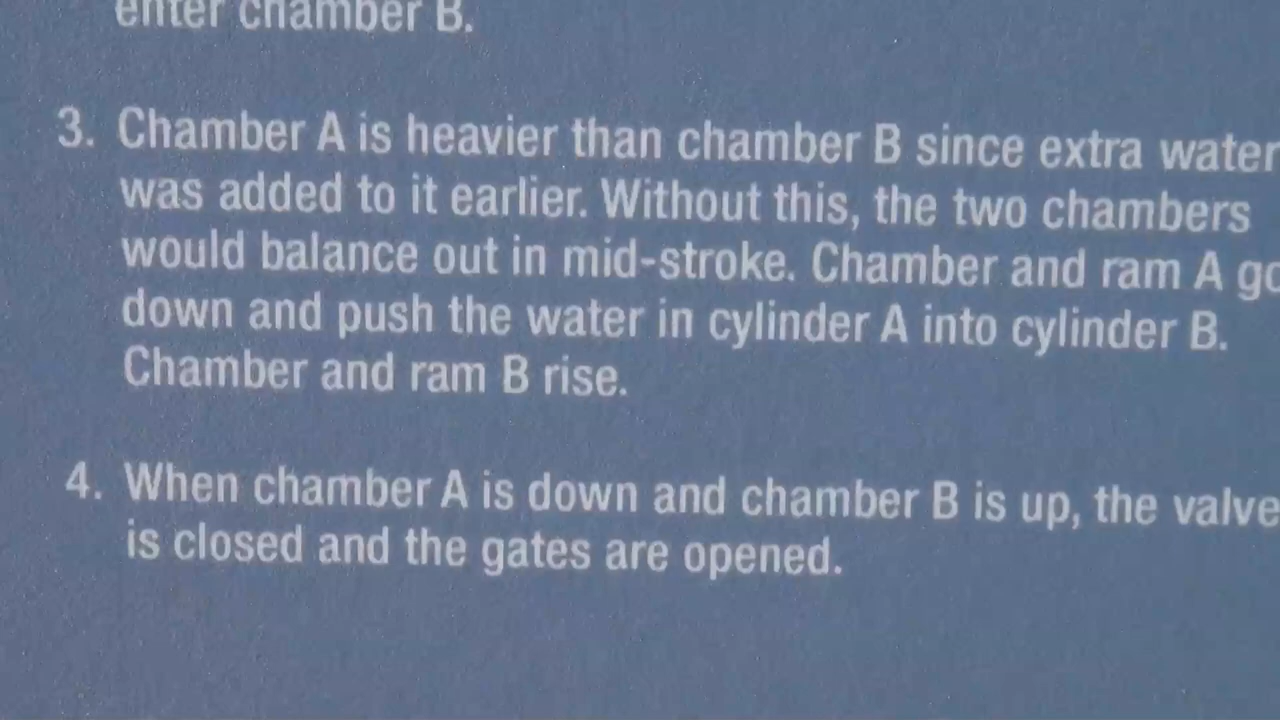 enter chamber B.
3. Chamber A is heavier than chamber B since extra water
was added to it earlier. Without this, the two chambers
would balance out in mid-stroke. Chamber and ram A go
down and push the water in cylinder A into cylinder B.
Chamber and ram B rise.
4. When chamber A is down and chamber B is up, the valve
is closed and the gates are opened.